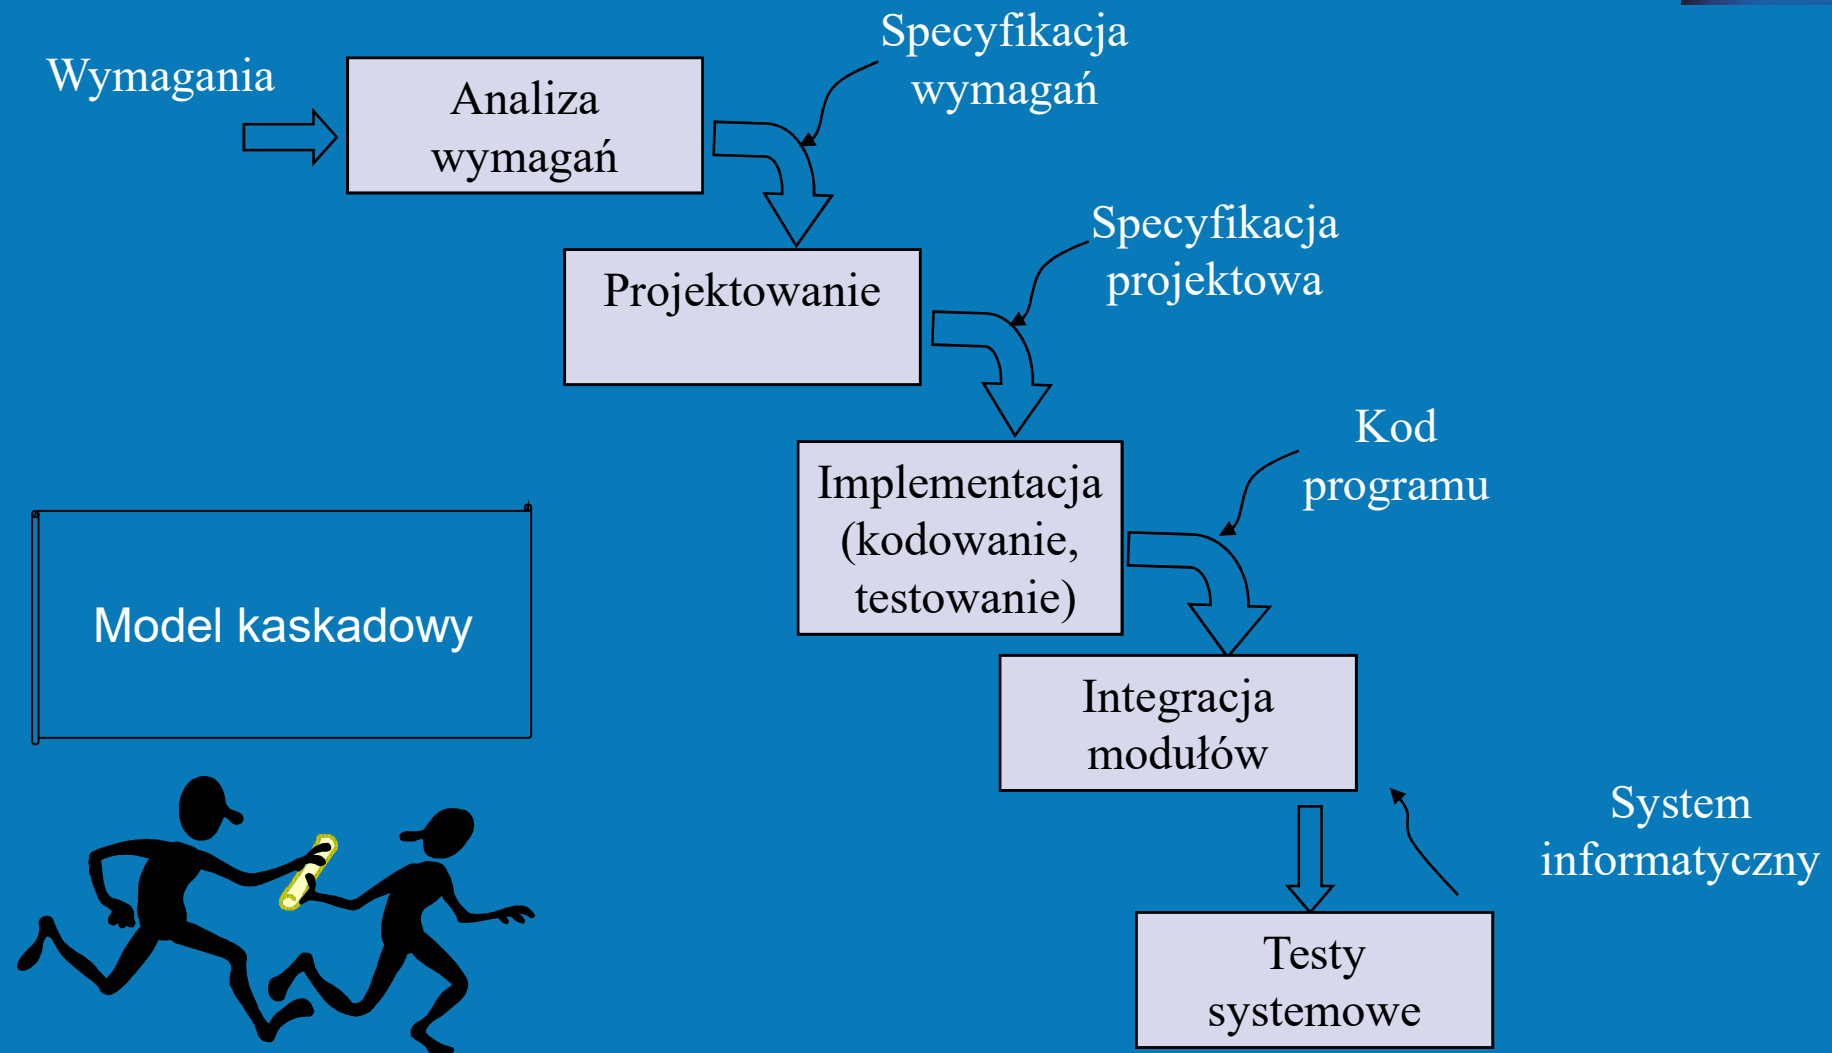 Wymagania
Analiza
wymagań
Specyfikacja
wymagań
Projektowanie
Specyfikacja
projektowa
Implementacja
(kodowanie,
testowanie)
Kod
programu
Model kaskadowy
Integracja
modułów
System
informatyczny
Testy
systemowe